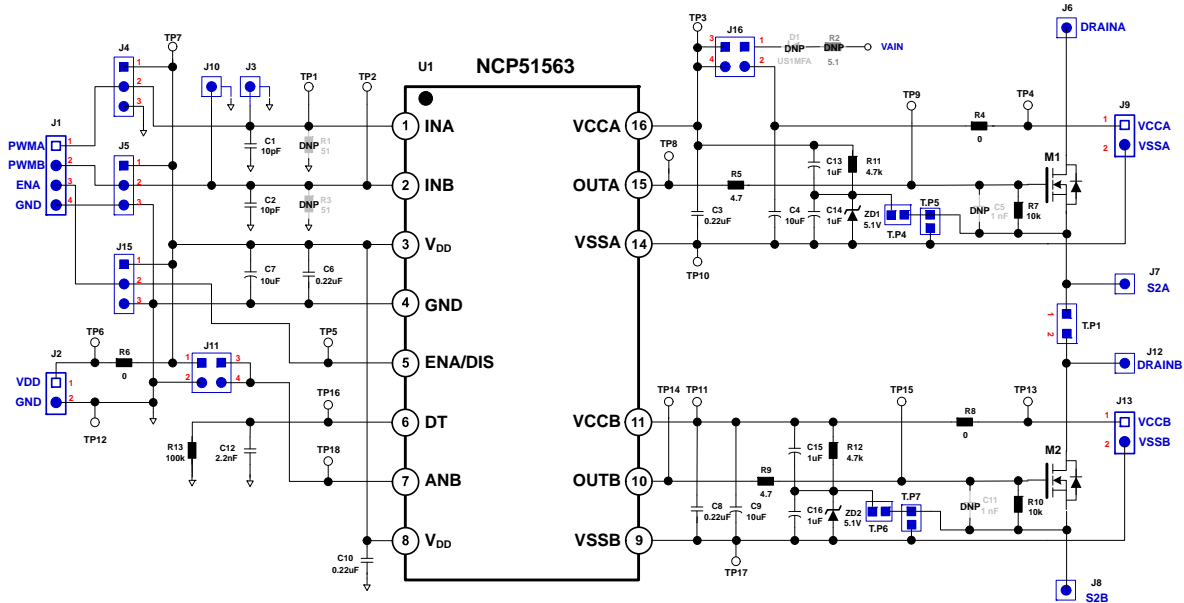 J6
DRAINA
TP3
J16
D1
DNP
US1MFA
R2
DNP
5.1
VAIN
3
1
4
2
J4
TP7
1
2
3
J10
J3
TP1
TP2
U1
NCP51563
J1
PWMA
1
PWMB
2
ENA
3
GND
4
J5
1
2
3
C1
10pF
DNP
R1
51
C2
10pF
DNP
R3
51
1
INA
2
INB
3
VDD
4
GND
5
ENA/DIS
6
DT
7
ANB
8
VDD
VCCA
16
OUTA
15
VSSA
14
VCCB
11
OUTB
10
VSSB
9
TP8
R5
4.7
C3
0.22uF
TP10
C4
10uF
C13
1uF
C14
1uF
R11
4.7k
ZD1
5.1V
TP9
T.P4
T.P5
R4
0
TP4
DNP
C5
1 nF
R7
10k
M1
J9
1
VCCA
2
VSSA
J15
1
2
3
C7
10uF
C6
0.22uF
J7
S2A
1
2
T.P1
J12
DRAINB
J2
VDD
1
GND
2
TP6
R6
0
TP12
J11
1
3
2
4
TP5
TP16
R13
100k
C12
2.2nF
TP18
C10
0.22uF
TP14
TP11
R9
4.7
C8
0.22uF
C9
10uF
TP17
C15
1uF
C16
1uF
R12
4.7k
ZD2
5.1V
TP15
T.P6
T.P7
R8
0
TP13
DNP
C11
1 nF
R10
10k
M2
J13
1
VCCB
2
VSSB
J8
S2B